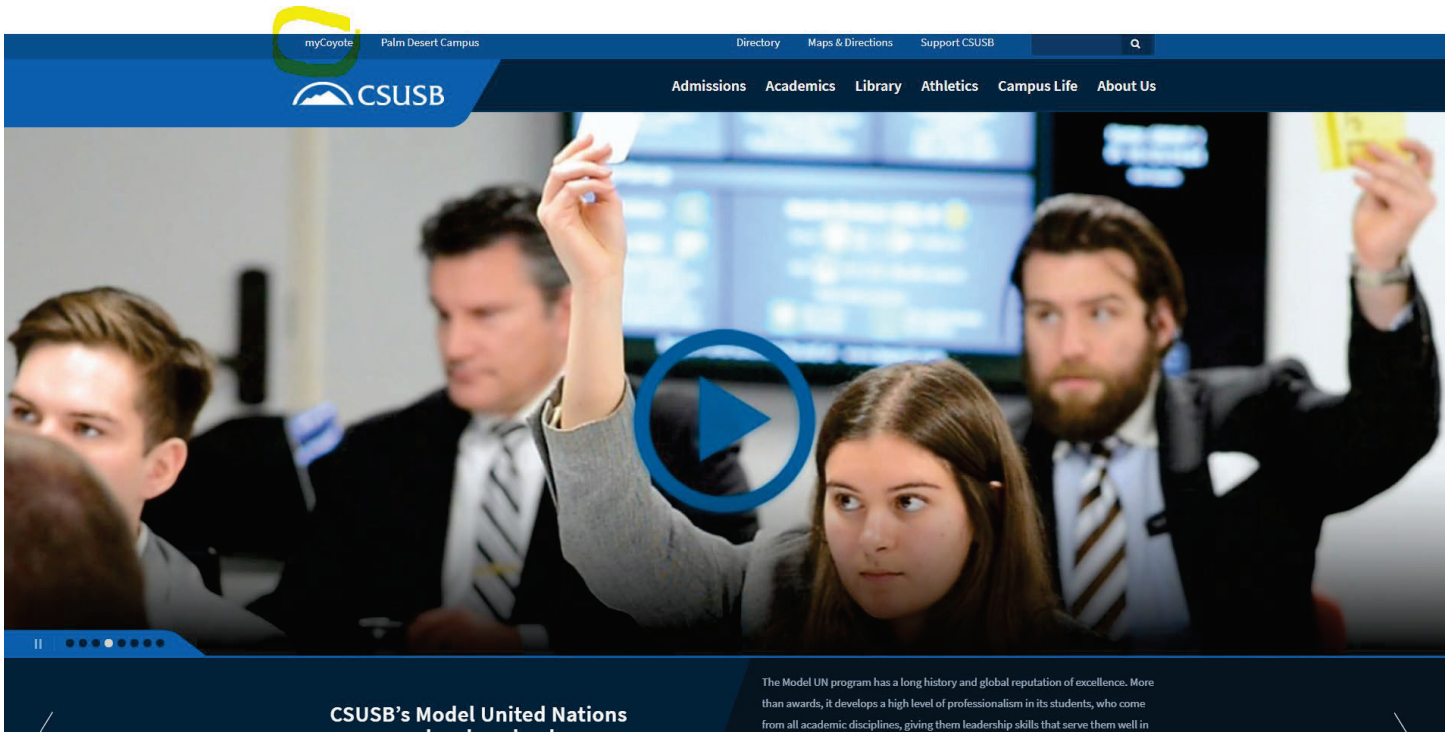 myCoyote Palm Desert Campus Directory Maps & Directions Support CSUSB
CSUSB
Admissions Academics Library Athletics Campus Life About Us
CSUSB’s Model United Nations
The Model UN program has a long history and global reputation of excellence. More
than awards, it develops a high level of professionalism in its students, who come
from all academic disciplines, giving them leadership skills that serve them well in